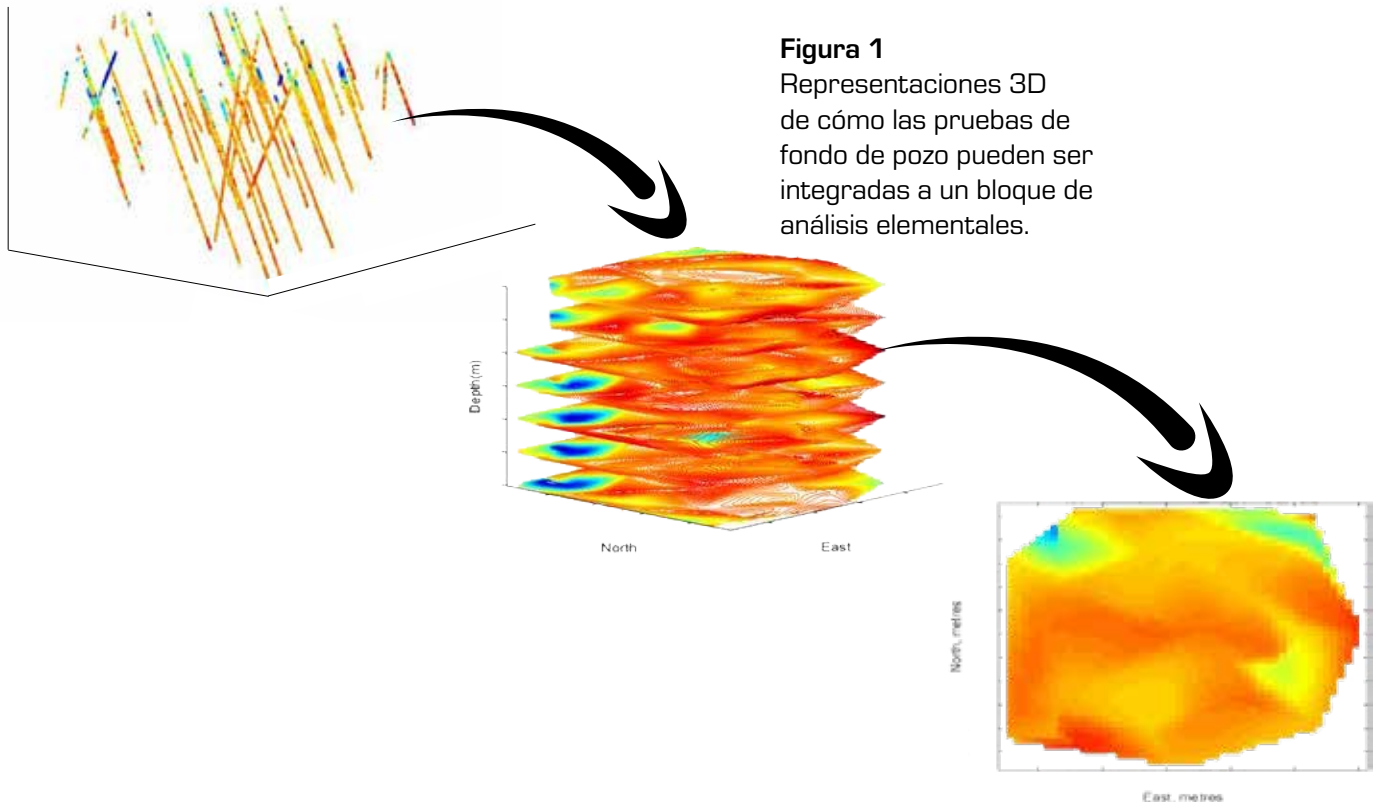 Figura 1
Representaciones 3D
de cómo las pruebas de
fondo de pozo pueden ser
integradas a un bloque de
análisis elementales.
Depth(m)
North
East
North, metres
East, metres